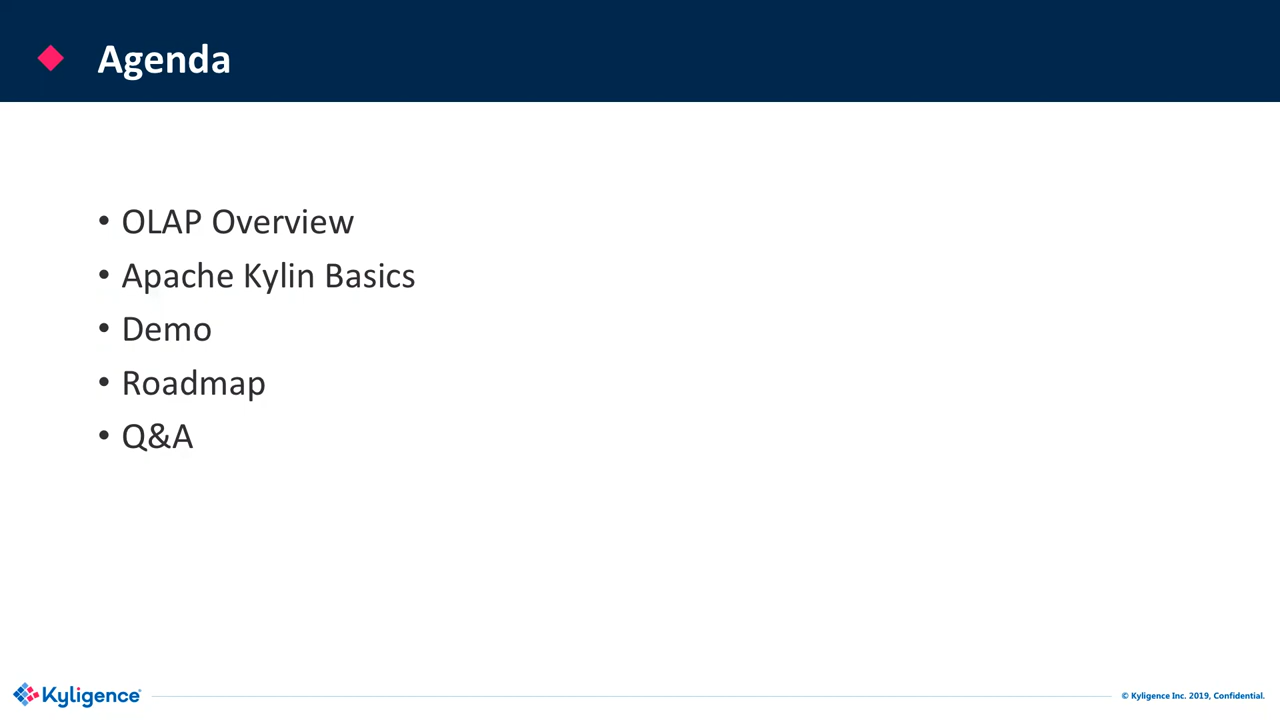 Agenda
• OLAP Overview
• Apache Kylin Basics
• Demo
• Roadmap
• Q&A
Kyligence
© Kyligence Inc. 2019, Confidential.